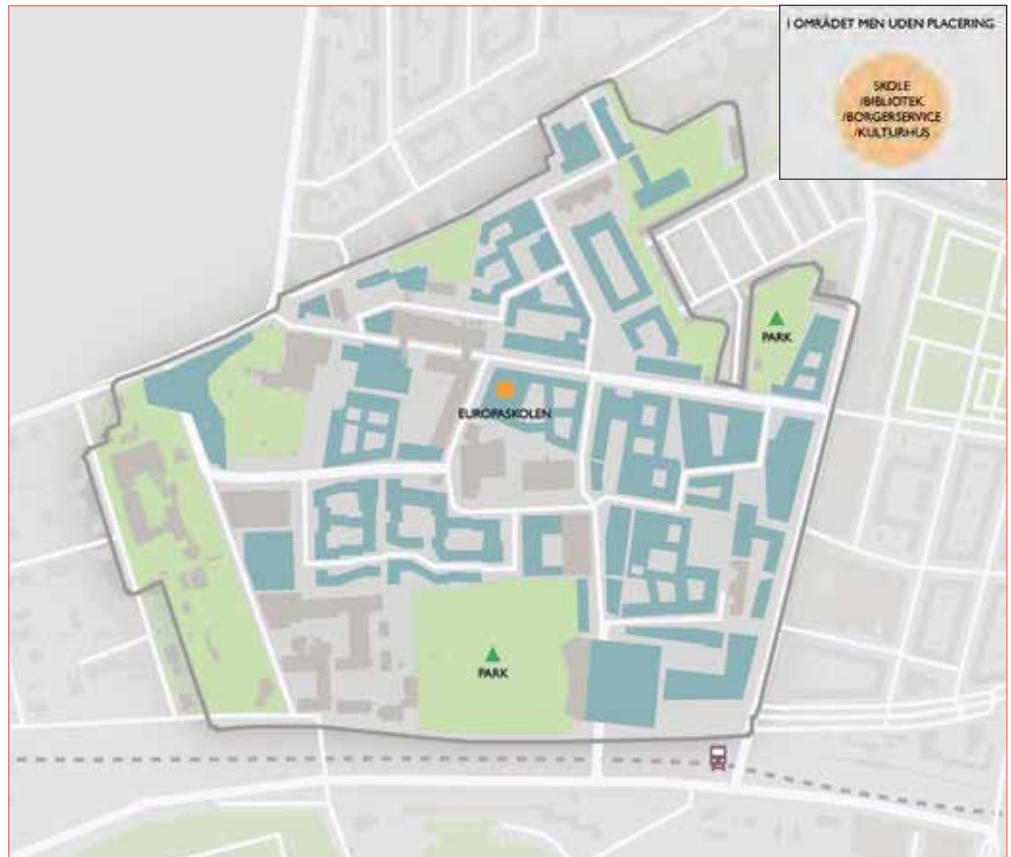 I OMRÅDET MEN UDEN PLACERING
SKOLE
/BIBLIOTEK
/BORGERSERVICE
/KULTURHUS
PARK
EUROPASKOLEN
PARK